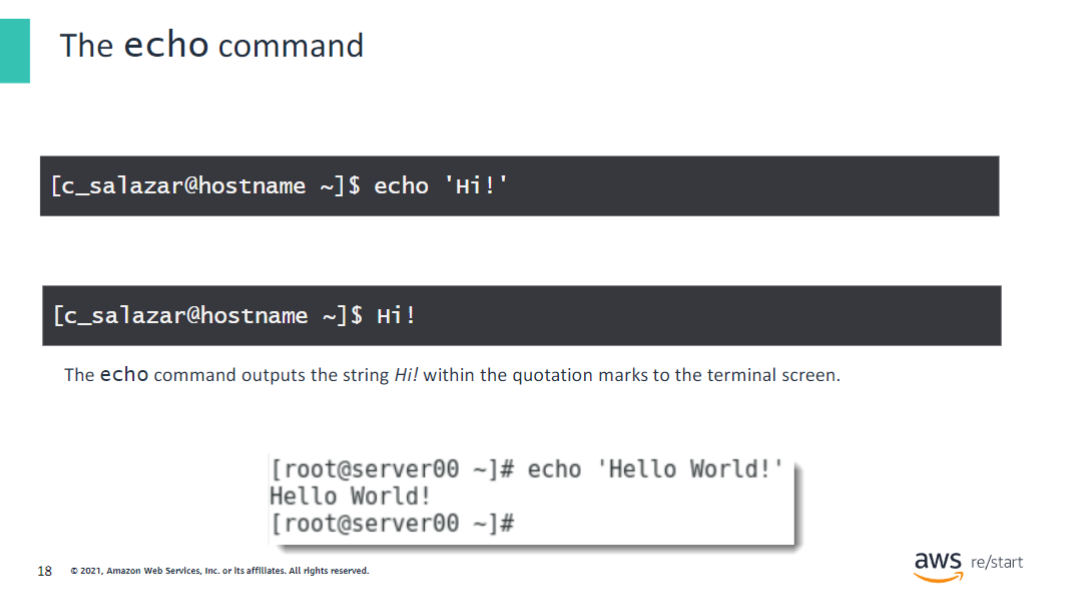 The echo command
[c_salazar@hostname ~]$ echo 'Hi!'
[c_salazar@hostname ~]$ Hi!
The echo command outputs the string Hi! within the quotation marks to the terminal screen.
[root@server00 ~]# echo 'Hello World!'
Hello World!
[root@server00 ~]#
18 © 2021, Amazon Web Services, Inc. or its affiliates. All rights reserved.
aws re/start